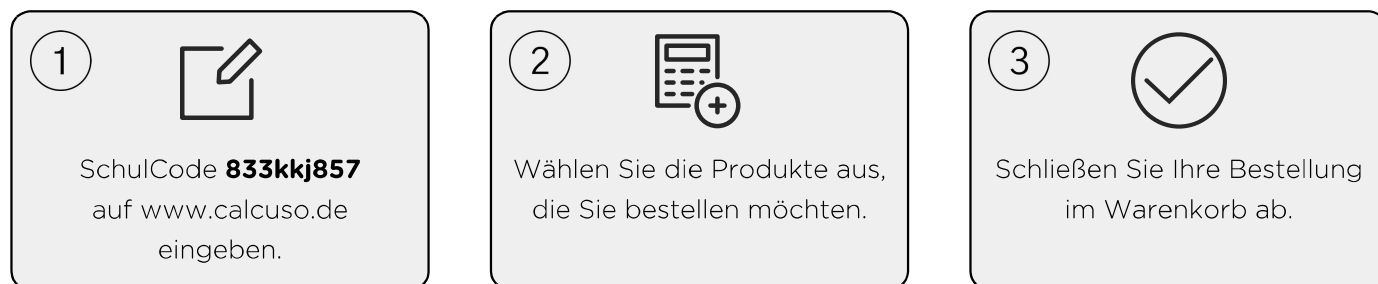 1
SchulCode 833kkj857
auf www.calcuso.de
eingeben.
2
Wählen Sie die Produkte aus,
die Sie bestellen möchten.
3
Schließen Sie Ihre Bestellung
im Warenkorb ab.